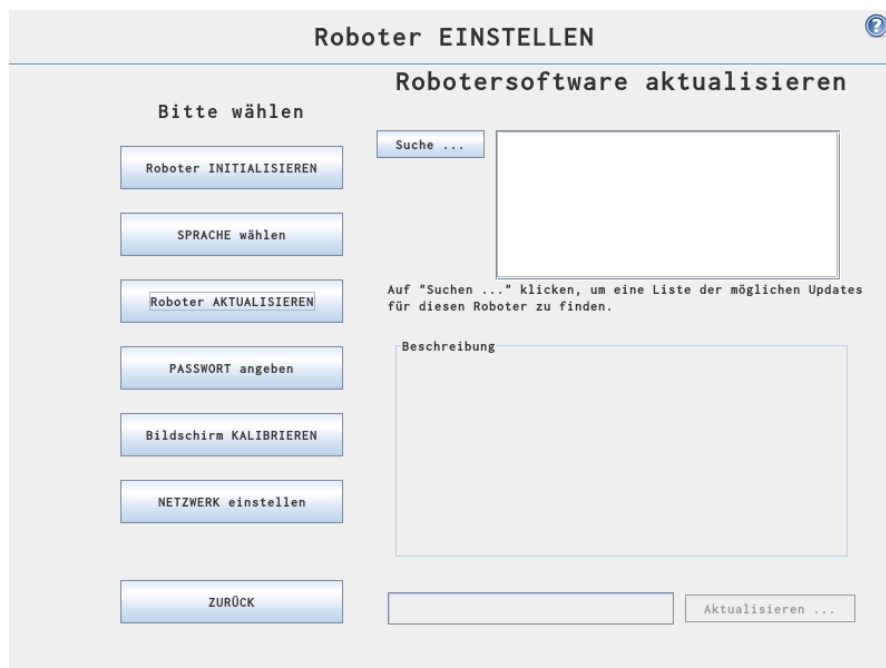 Roboter EINSTELLEN
?
Robotersoftware aktualisieren
Bitte wählen
Suche ...
Roboter INITIALISIEREN
SPRACHE wählen
Roboter AKTUALISIEREN
Auf "Suchen ..." klicken, um eine Liste der möglichen Updates
für diesen Roboter zu finden.
Beschreibung
PASSWORT angeben
Bildschirm KALIBRIEREN
NETZWERK einstellen
ZURÜCK
Aktualisieren ...